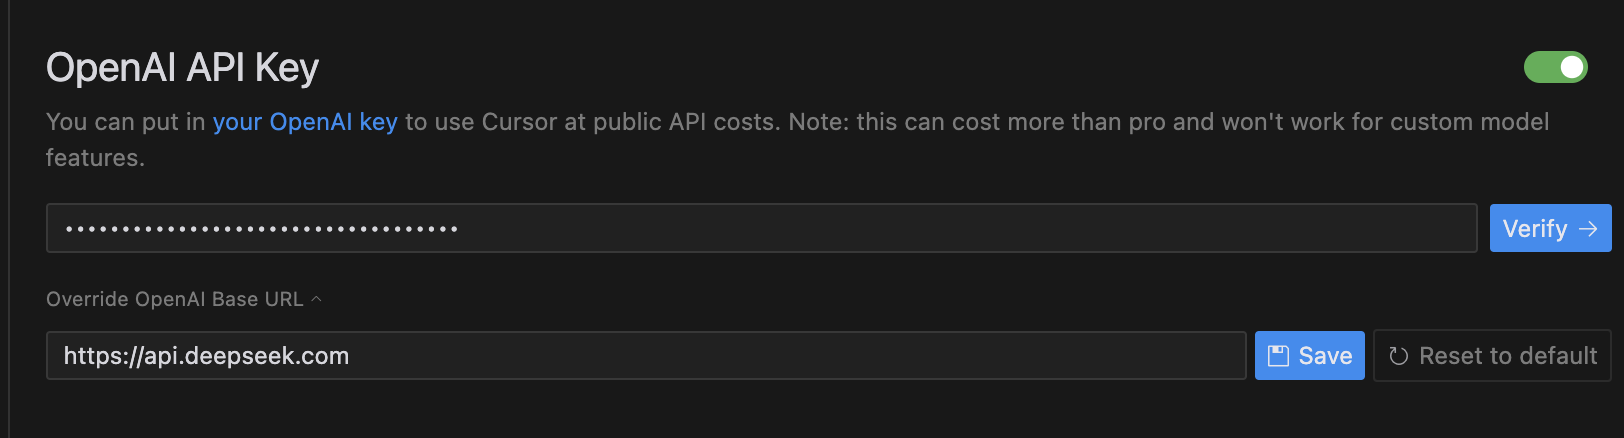 OpenAI API Key
You can put in your OpenAI key to use Cursor at public API costs. Note: this can cost more than pro and won't work for custom model
features.
•••••••••••••••••••••••••••••••••••
Verify →
Override OpenAI Base URL ^
https://api.deepseek.com
Save
Reset to default